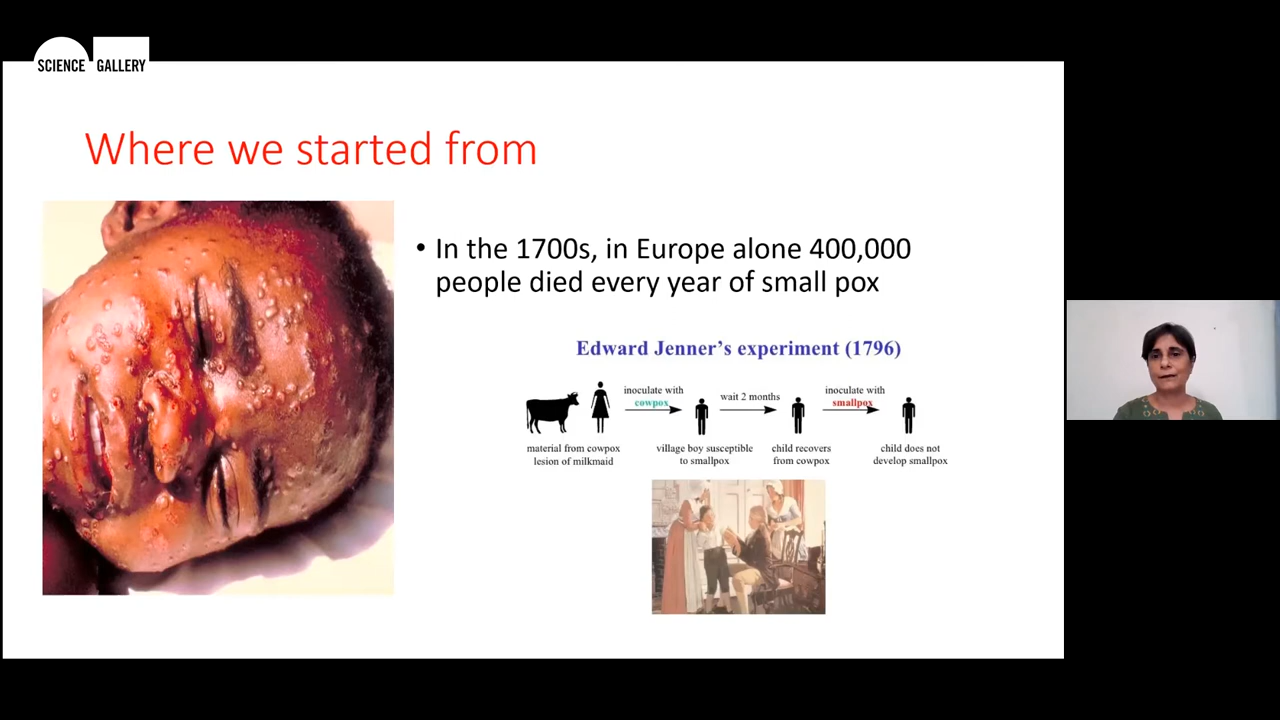 SCIENCE GALLERY
Where we started from
• In the 1700s, in Europe alone 400,000
people died every year of small pox
Edward Jenner’s experiment (1796)
inoculate with
cowpox
wait 2 months
inoculate with
smallpox
material from cowpox
lesion of milkmaid
village boy susceptible
to smallpox
child recovers
from cowpox
child does not
develop smallpox